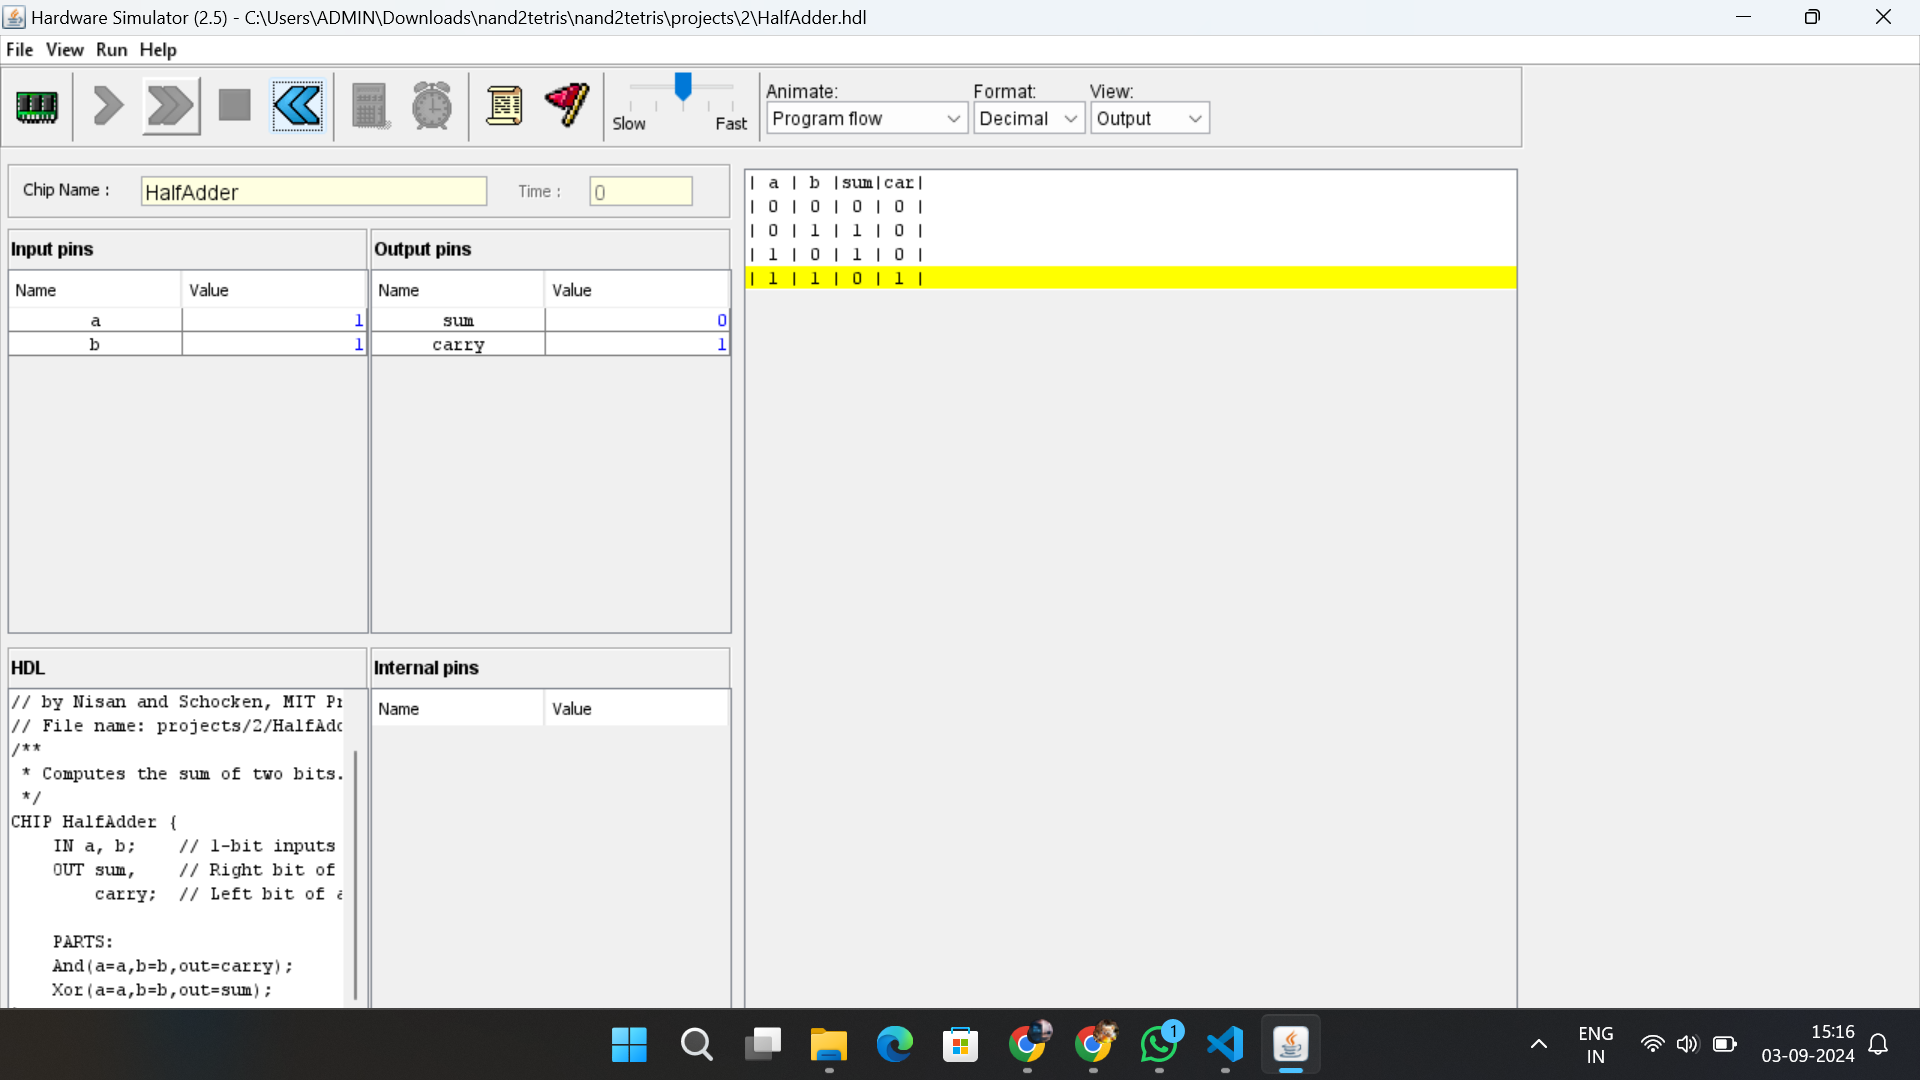 Hardware Simulator (2.5) - C:\Users\ADMIN\Downloads\nand2tetris\nand2tetris\projects\2\HalfAdder.hdl
File View Run Help
Animate: Format: View:
Slow Fast Program flow Decimal Output
Chip Name : HalfAdder Time : 0
Input pins
Name Value
a 1
b 1
Output pins
Name Value
sum 0
carry 1
| a | b |sum|car|
| 0 | 0 | 0 | 0 |
| 0 | 1 | 1 | 0 |
| 1 | 0 | 1 | 0 |
| 1 | 1 | 0 | 1 |
HDL
// by Nisan and Schocken, MIT Pr
// File name: projects/2/HalfAdd
/**
* Computes the sum of two bits.
*/
CHIP HalfAdder {
IN a, b; // 1-bit inputs
OUT sum, // Right bit of
carry; // Left bit of a
PARTS:
And(a=a,b=b,out=carry);
Xor(a=a,b=b,out=sum);
Internal pins
Name Value
1
ENG
IN
15:16
03-09-2024